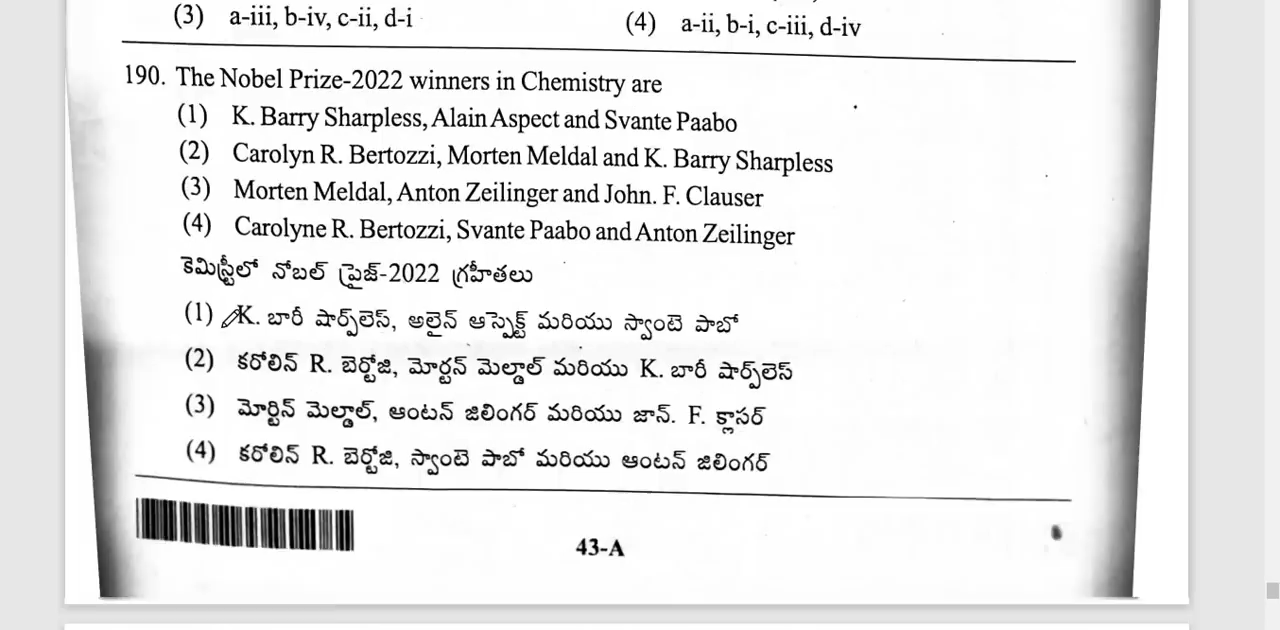 (3) a-iii, b-iv, c-ii, d-i (4) a-ii, b-i, c-iii, d-iv
190. The Nobel Prize-2022 winners in Chemistry are
(1) K. Barry Sharpless, Alain Aspect and Svante Paabo
(2) Carolyn R. Bertozzi, Morten Meldal and K. Barry Sharpless
(3) Morten Meldal, Anton Zeilinger and John. F. Clauser
(4) Carolyne R. Bertozzi, Svante Paabo and Anton Zeilinger
కెమిస్ట్రీలో నోబల్ ప్రైజ్-2022 గ్రహీతలు
(1) K. బారీ షార్ప్‌లెస్, అలైన్ ఆస్పెక్ట్ మరియు స్వాంటె పాబో
(2) కరోలిన్ R. బెర్టోజి, మోర్టన్ మెల్డాల్ మరియు K. బారీ షార్ప్‌లెస్
(3) మోర్టిన్ మెల్డాల్, ఆంటన్ జిలింగర్ మరియు జాన్. F. క్లాసర్
(4) కరోలిన్ R. బెర్టోజి, స్వాంటె పాబో మరియు ఆంటన్ జిలింగర్
43-A